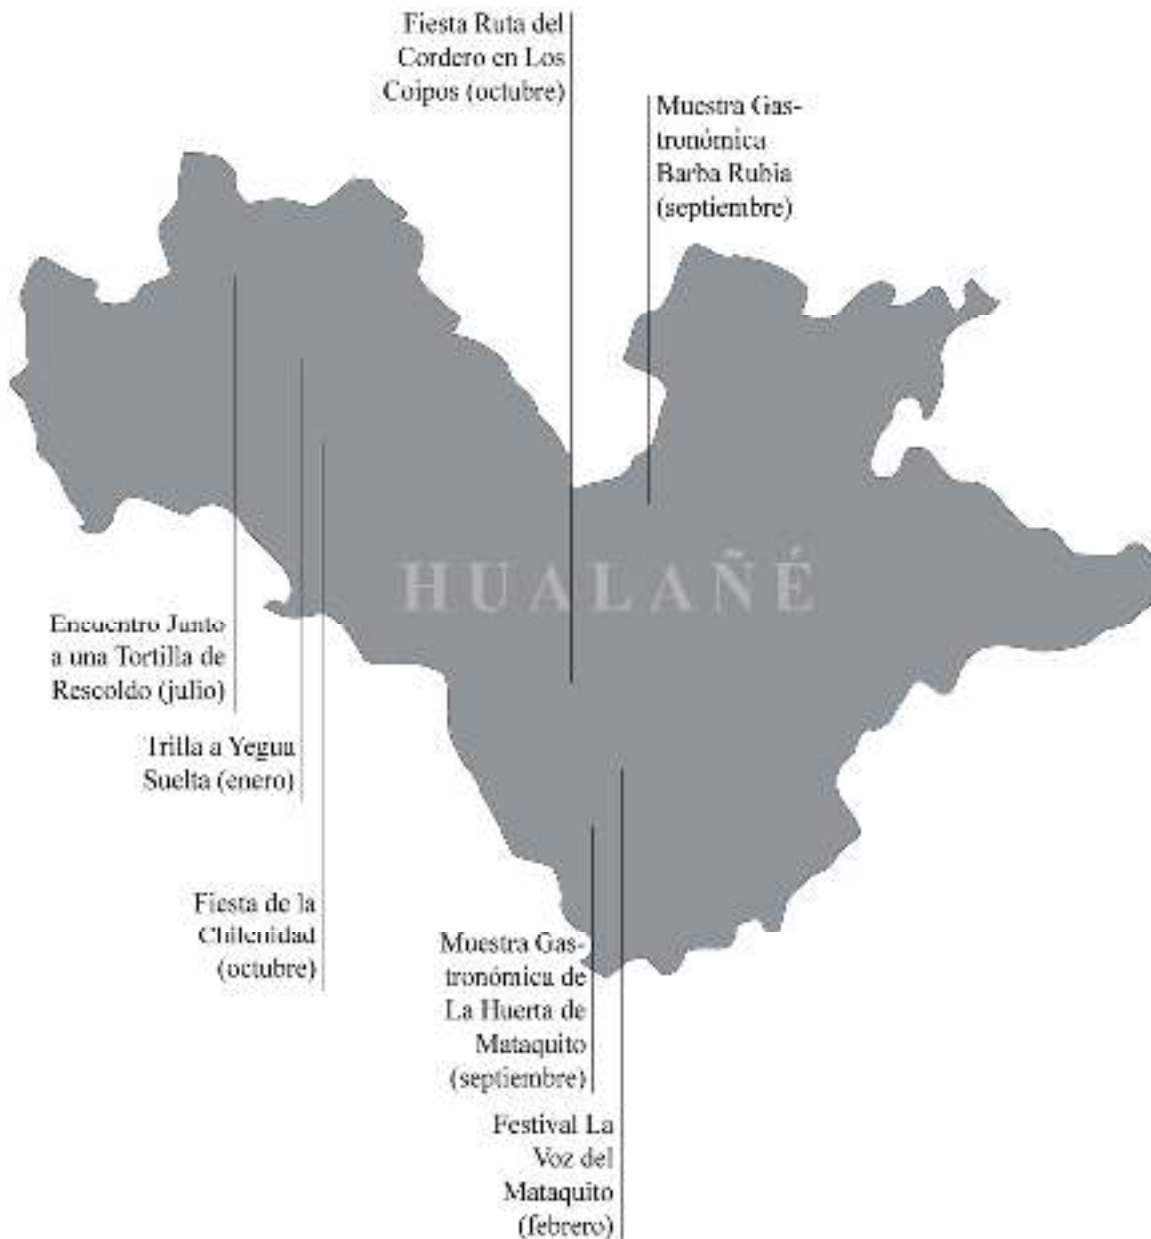 Fiesta Ruta del
Cordero en Los
Coipos (octubre)
Muestra Gas-
tronómica
Barba Rubia
(septiembre)
HUALAÑÉ
Encuentro Junto
a una Tortilla de
Rescoldo (julio)
Trilla a Yegua
Suelta (enero)
Fiesta de la
Chilenidad
(octubre)
Muestra Gas-
tronómica de
La Huerta de
Mataquito
(septiembre)
Festival La
Voz del
Mataquito
(febrero)